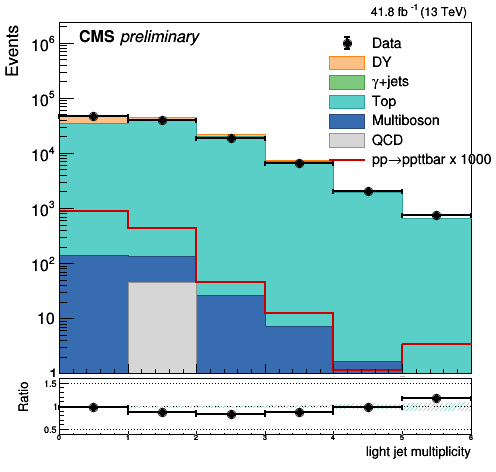 41.8 fb⁻¹ (13 TeV)
CMS preliminary
Events
10⁶
10⁵
10⁴
10³
10²
10
1
Data
DY
γ+jets
Top
Multiboson
QCD
pp→ppttbar x 1000
Ratio
1.5
1
0.5
0 1 2 3 4 5 6
light jet multiplicity